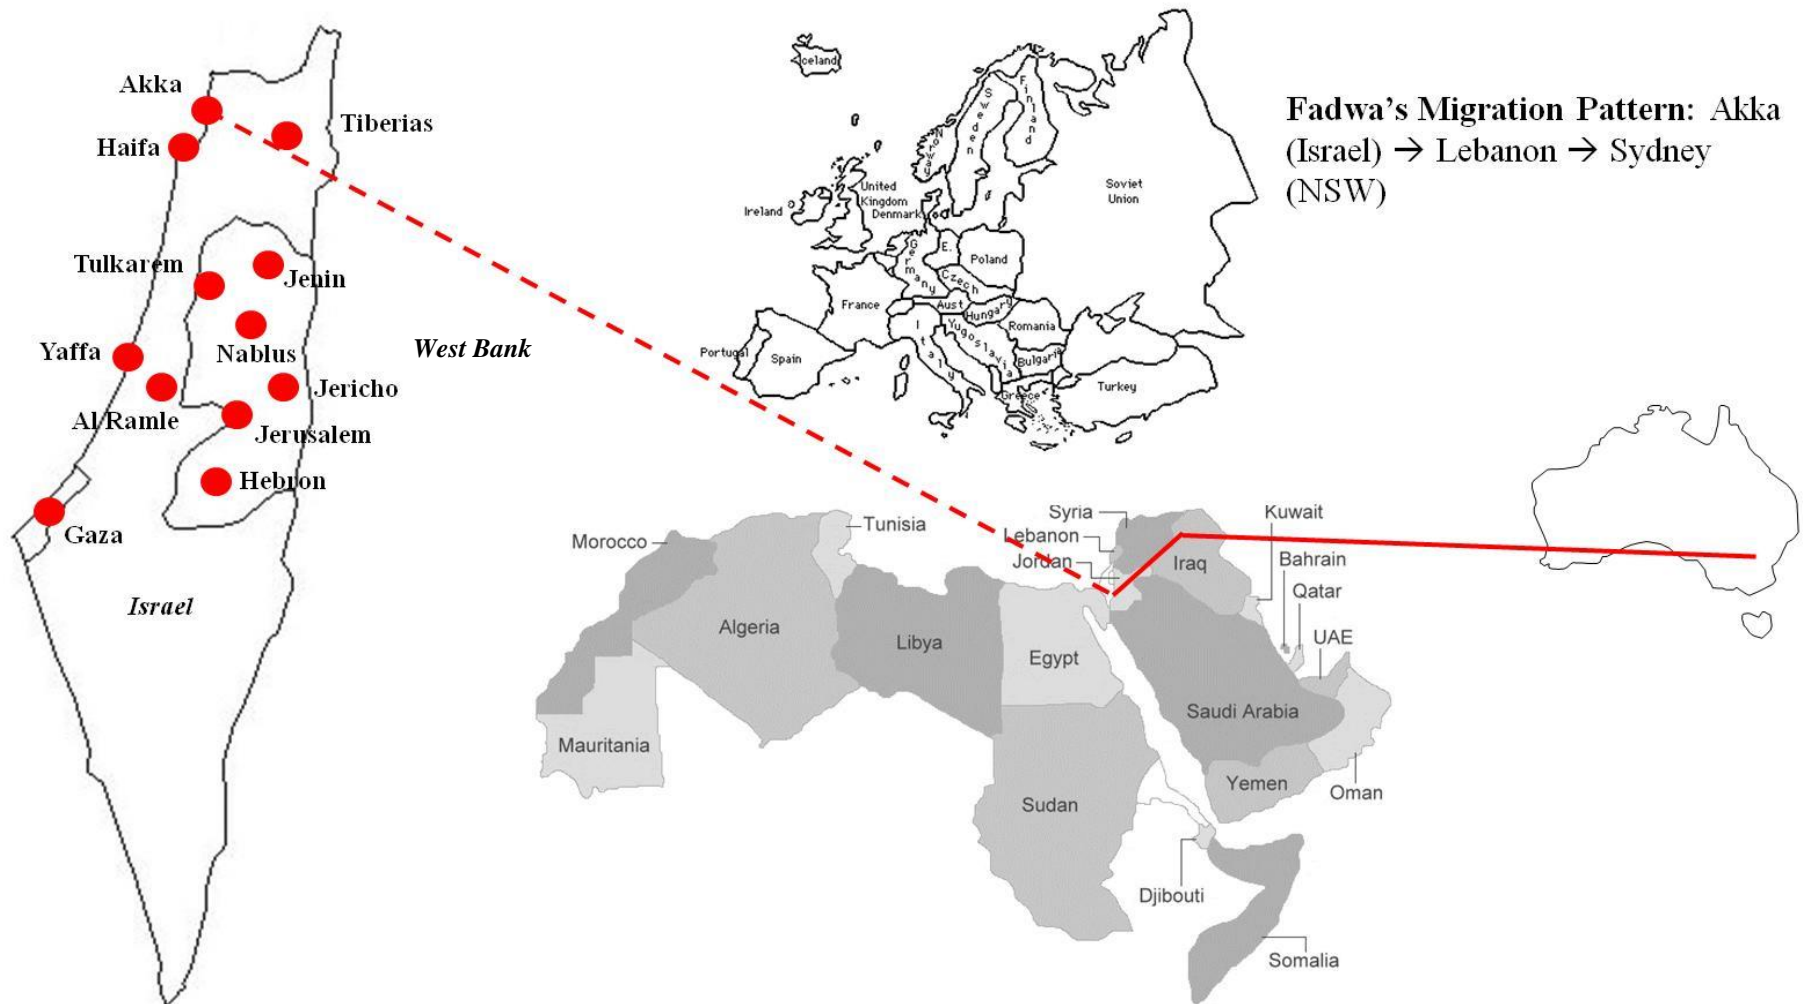 Akka
Tiberias
Haifa
Tulkarem
Jenin
Yaffa
Nablus
West Bank
Jericho
Al Ramle
Jerusalem
Hebron
Gaza
Israel
Iceland
Norway
Sweden
Finland
Soviet
Union
United
Kingdom
Ireland
Denmark
Germany
E.
Poland
Czech
France
Aust
Hungary
Romania
Italy
Yugoslavia
Bulgaria
Portugal
Spain
Greece
Turkey
Fadwa’s Migration Pattern: Akka
(Israel) → Lebanon → Sydney
(NSW)
Morocco
Tunisia
Syria
Lebanon
Jordan
Iraq
Kuwait
Bahrain
Qatar
UAE
Algeria
Libya
Egypt
Saudi Arabia
Mauritania
Sudan
Yemen
Oman
Djibouti
Somalia